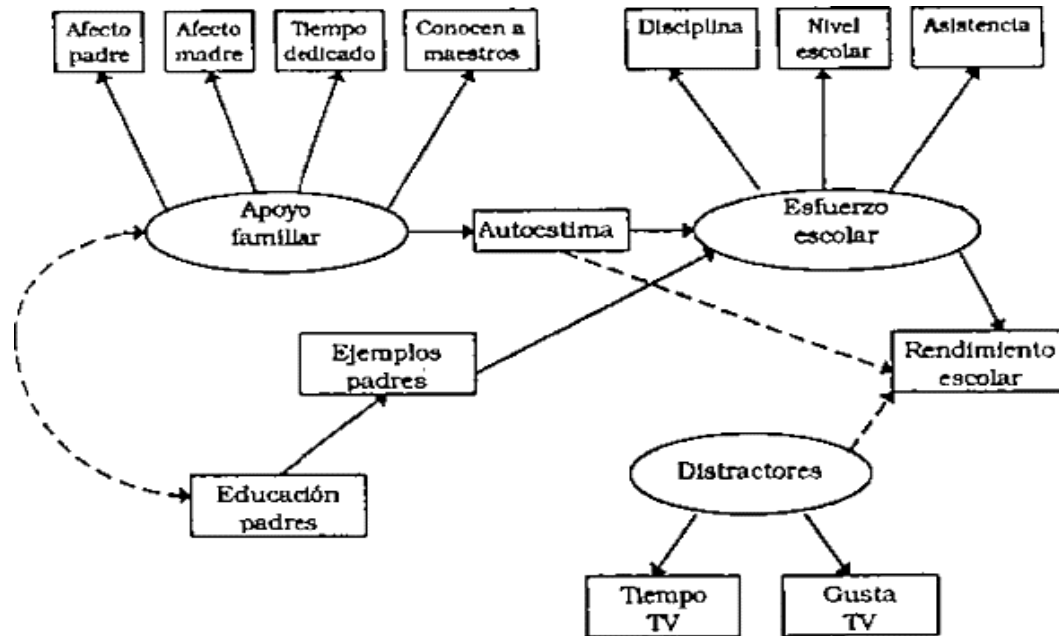 Afecto
padre
Afecto
madre
Tiempo
dedicado
Conocen a
maestros
Disciplina
Nivel
escolar
Asistencia
Apoyo
familiar
Autoestima
Esfuerzo
escolar
Ejemplos
padres
Rendimiento
escolar
Educación
padres
Distractores
Tiempo
TV
Gusta
TV